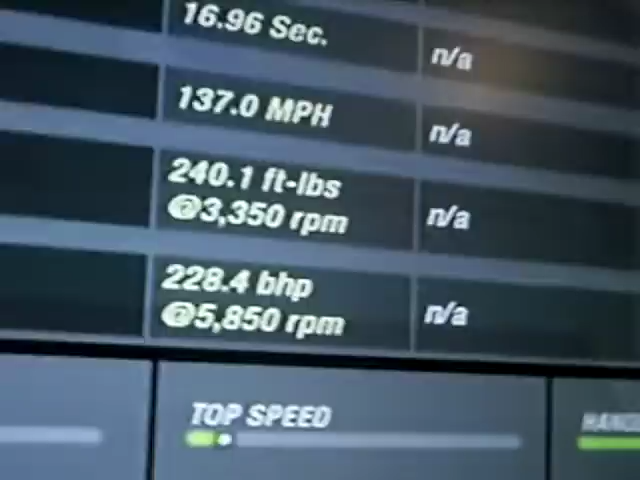 16.96 Sec.
n/a
137.0 MPH
n/a
240.1 ft-lbs
@3,350 rpm
n/a
228.4 bhp
@5,850 rpm
n/a
TOP SPEED